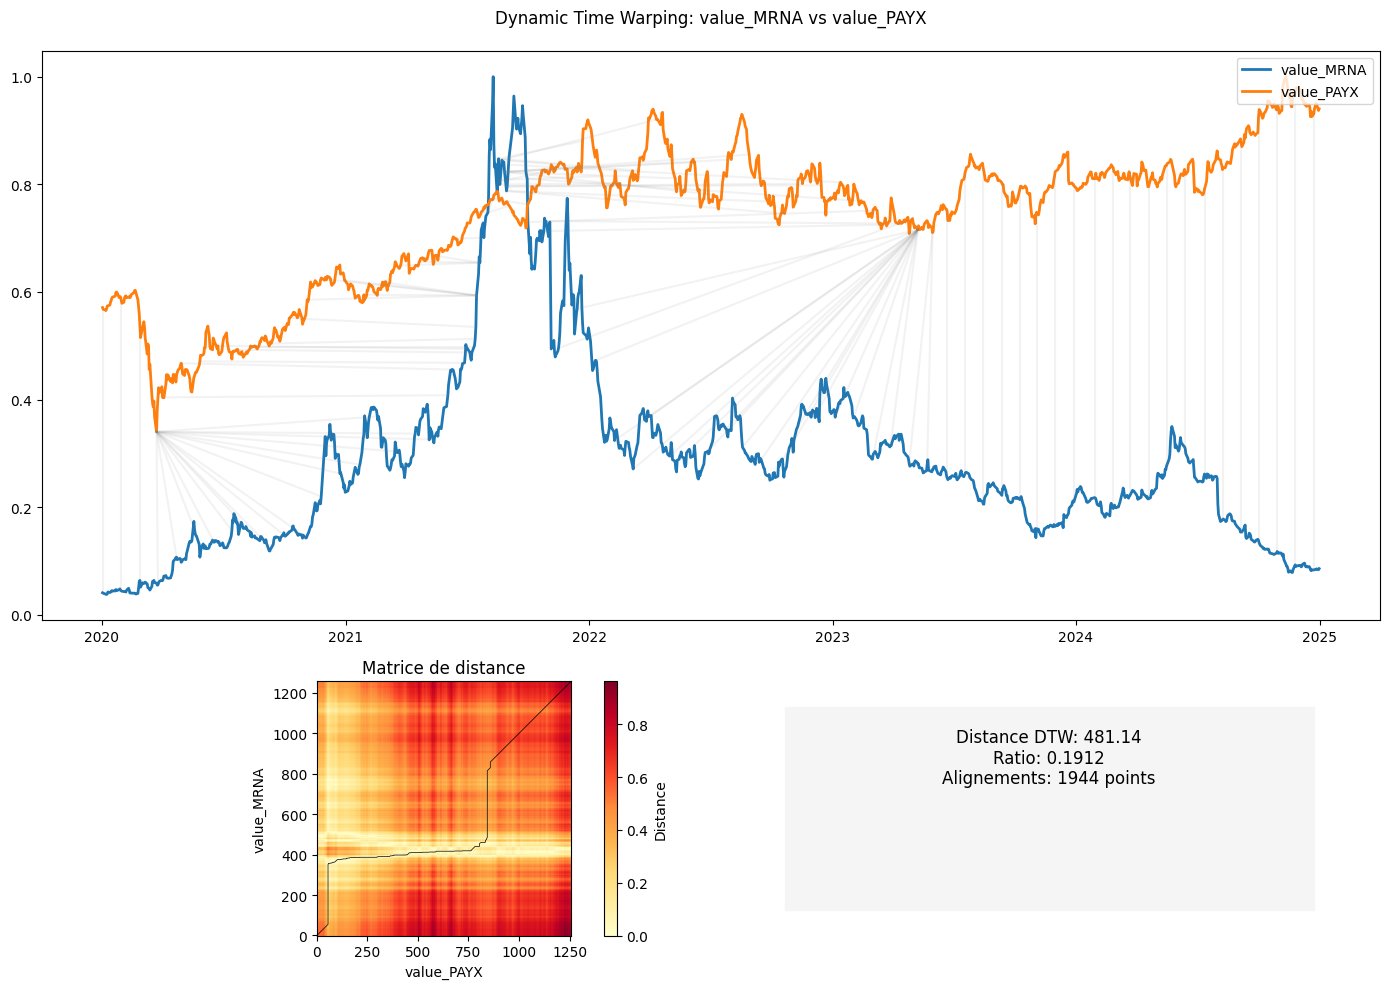 Dynamic Time Warping: value_MRNA vs value_PAYX
value_MRNA
value_PAYX
1.0
0.8
0.6
0.4
0.2
0.0
2020 2021 2022 2023 2024 2025
Matrice de distance
value_MRNA
1200
1000
800
600
400
200
0
0 250 500 750 1000 1250
value_PAYX
0.8
0.6
0.4
0.2
0.0
Distance
Distance DTW: 481.14
Ratio: 0.1912
Alignements: 1944 points